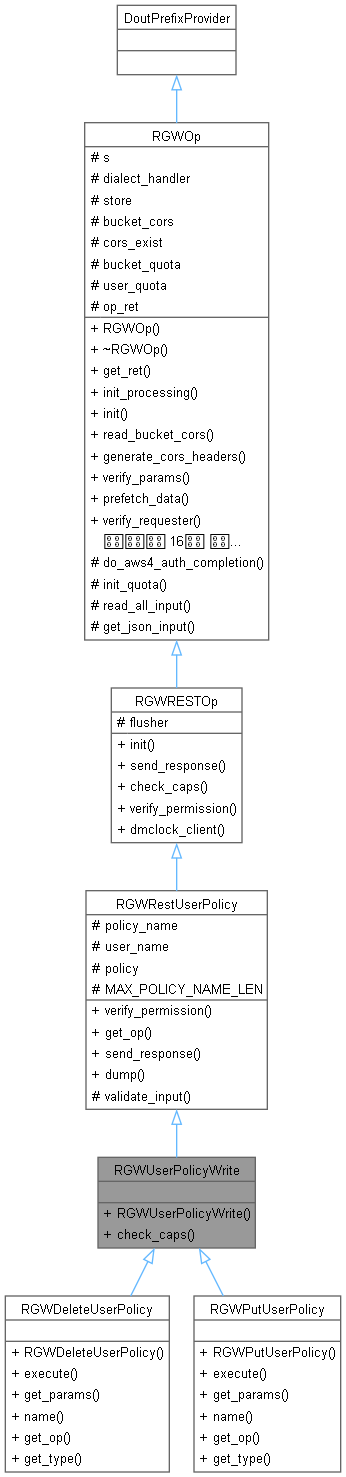 DoutPrefixProvider
RGWOp
# s
# dialect_handler
# store
# bucket_cors
# cors_exist
# bucket_quota
# user_quota
# op_ret
+ RGWOp()
+ ~RGWOp()
+ get_ret()
+ init_processing()
+ init()
+ read_bucket_cors()
+ generate_cors_headers()
+ verify_params()
+ prefetch_data()
+ verify_requester()
16
...
# do_aws4_auth_completion()
# init_quota()
# read_all_input()
# get_json_input()
RGWRESTOp
# flusher
+ init()
+ send_response()
+ check_caps()
+ verify_permission()
+ dmclock_client()
RGWRestUserPolicy
# policy_name
# user_name
# policy
# MAX_POLICY_NAME_LEN
+ verify_permission()
+ get_op()
+ send_response()
+ dump()
# validate_input()
RGWUserPolicyWrite
+ RGWUserPolicyWrite()
+ check_caps()
RGWDeleteUserPolicy
+ RGWDeleteUserPolicy()
+ execute()
+ get_params()
+ name()
+ get_op()
+ get_type()
RGWPutUserPolicy
+ RGWPutUserPolicy()
+ execute()
+ get_params()
+ name()
+ get_op()
+ get_type()